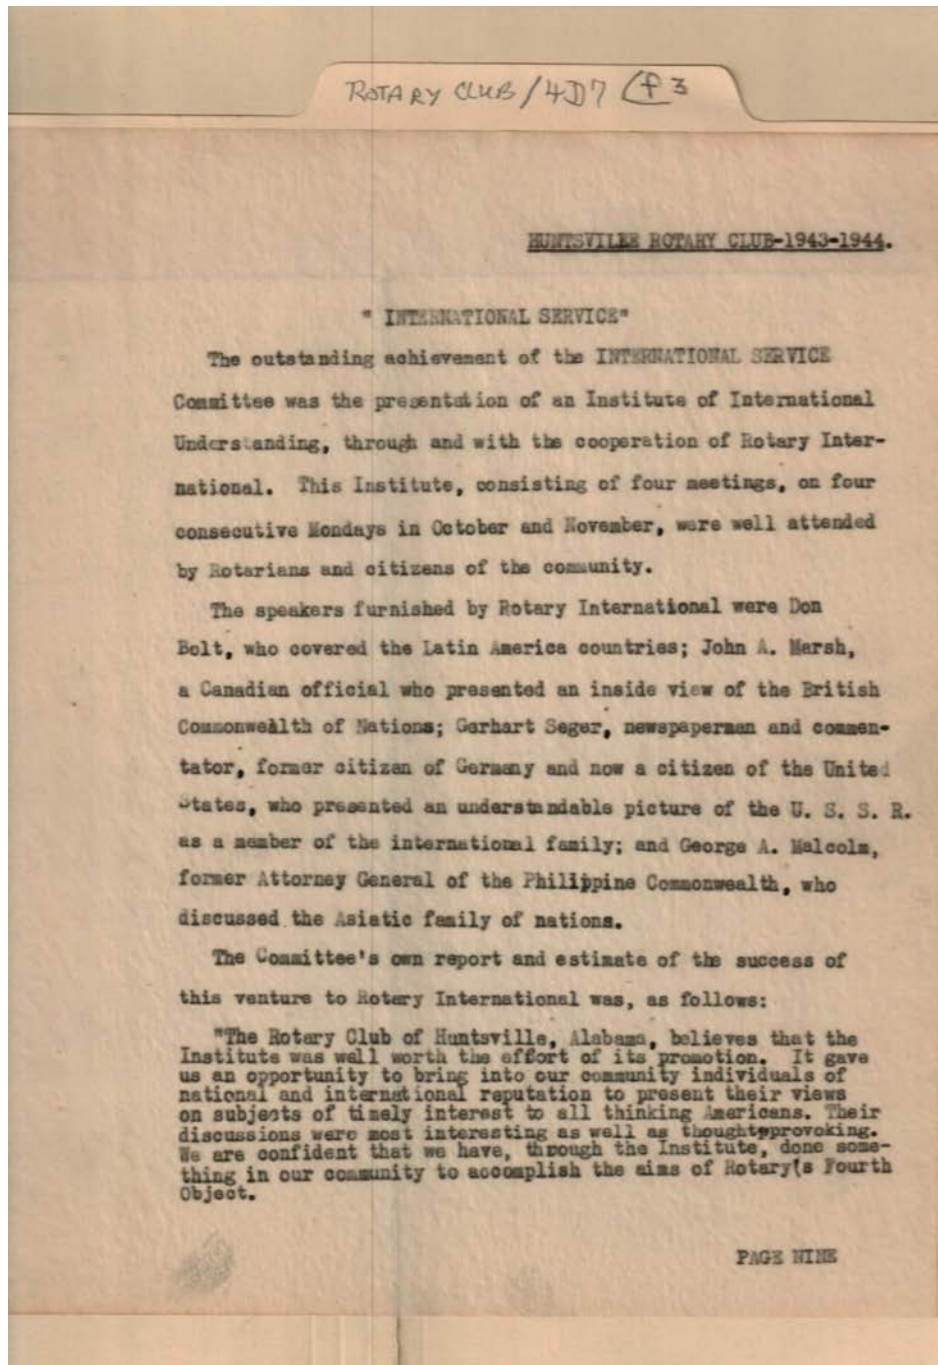 ROTARY CLUB/4D7 (f3
HUNTSVILEE ROTARY CLUB-1943-1944.
" INTERNATIONAL SERVICE"
The outstanding achievement of the INTERNATIONAL SERVICE
Committee was the presentation of an Institute of International
Understanding, through and with the cooperation of Rotary Inter-
national. This Institute, consisting of four meetings, on four
consecutive Mondays in October and November, were well attended
by Rotarians and citizens of the community.
The speakers furnished by Rotary International were Don
Bolt, who covered the Latin America countries; John A. Marsh,
a Canadian official who presented an inside view of the British
Commonwealth of Nations; Gerhart Seger, newspaperman and commen-
tator, former citizen of Germany and now a citizen of the United
States, who presented an understandable picture of the U. S. S. R.
as a member of the international family; and George A. Malcolm,
former Attorney General of the Philippine Commonwealth, who
discussed the Asiatic family of nations.
The Committee's own report and estimate of the success of
this venture to Rotary International was, as follows:
"The Rotary Club of Huntsville, Alabama, believes that the
Institute was well worth the effort of its promotion. It gave
us an opportunity to bring into our community individuals of
national and international reputation to present their views
on subjects of timely interest to all thinking Americans. Their
discussions were most interesting as well as thought-provoking.
We are confident that we have, through the Institute, done some-
thing in our community to accomplish the aims of Rotary(s Fourth
Object.
PAGE NINE